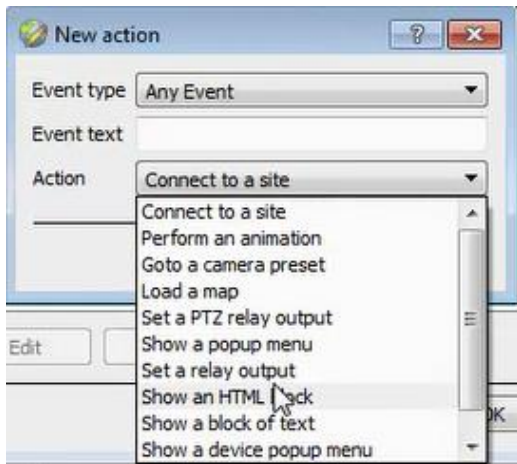 New action
Event type Any Event
Event text
Action Connect to a site
Connect to a site
Perform an animation
Goto a camera preset
Load a map
Set a PTZ relay output
Show a popup menu
Edit
Set a relay output
Show an HTML block
OK
Show a block of text
Show a device popup menu